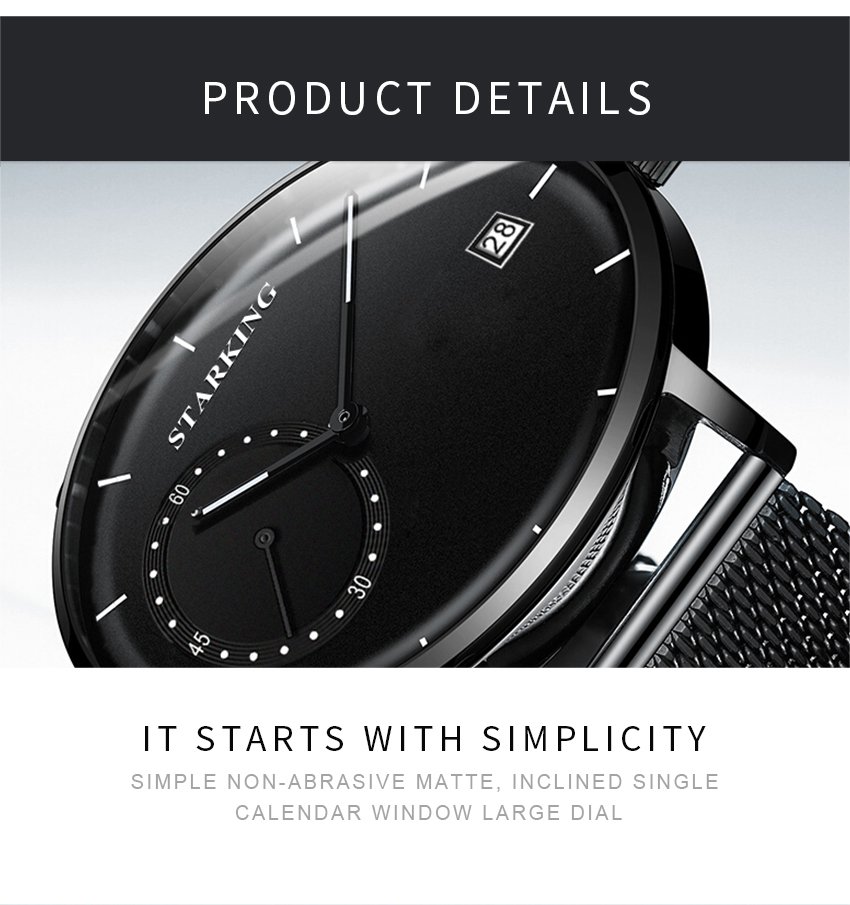 PRODUCT DETAILS
28
STARKING
60
30
45
IT STARTS WITH SIMPLICITY
SIMPLE NON-ABRASIVE MATTE, INCLINED SINGLE
CALENDAR WINDOW LARGE DIAL